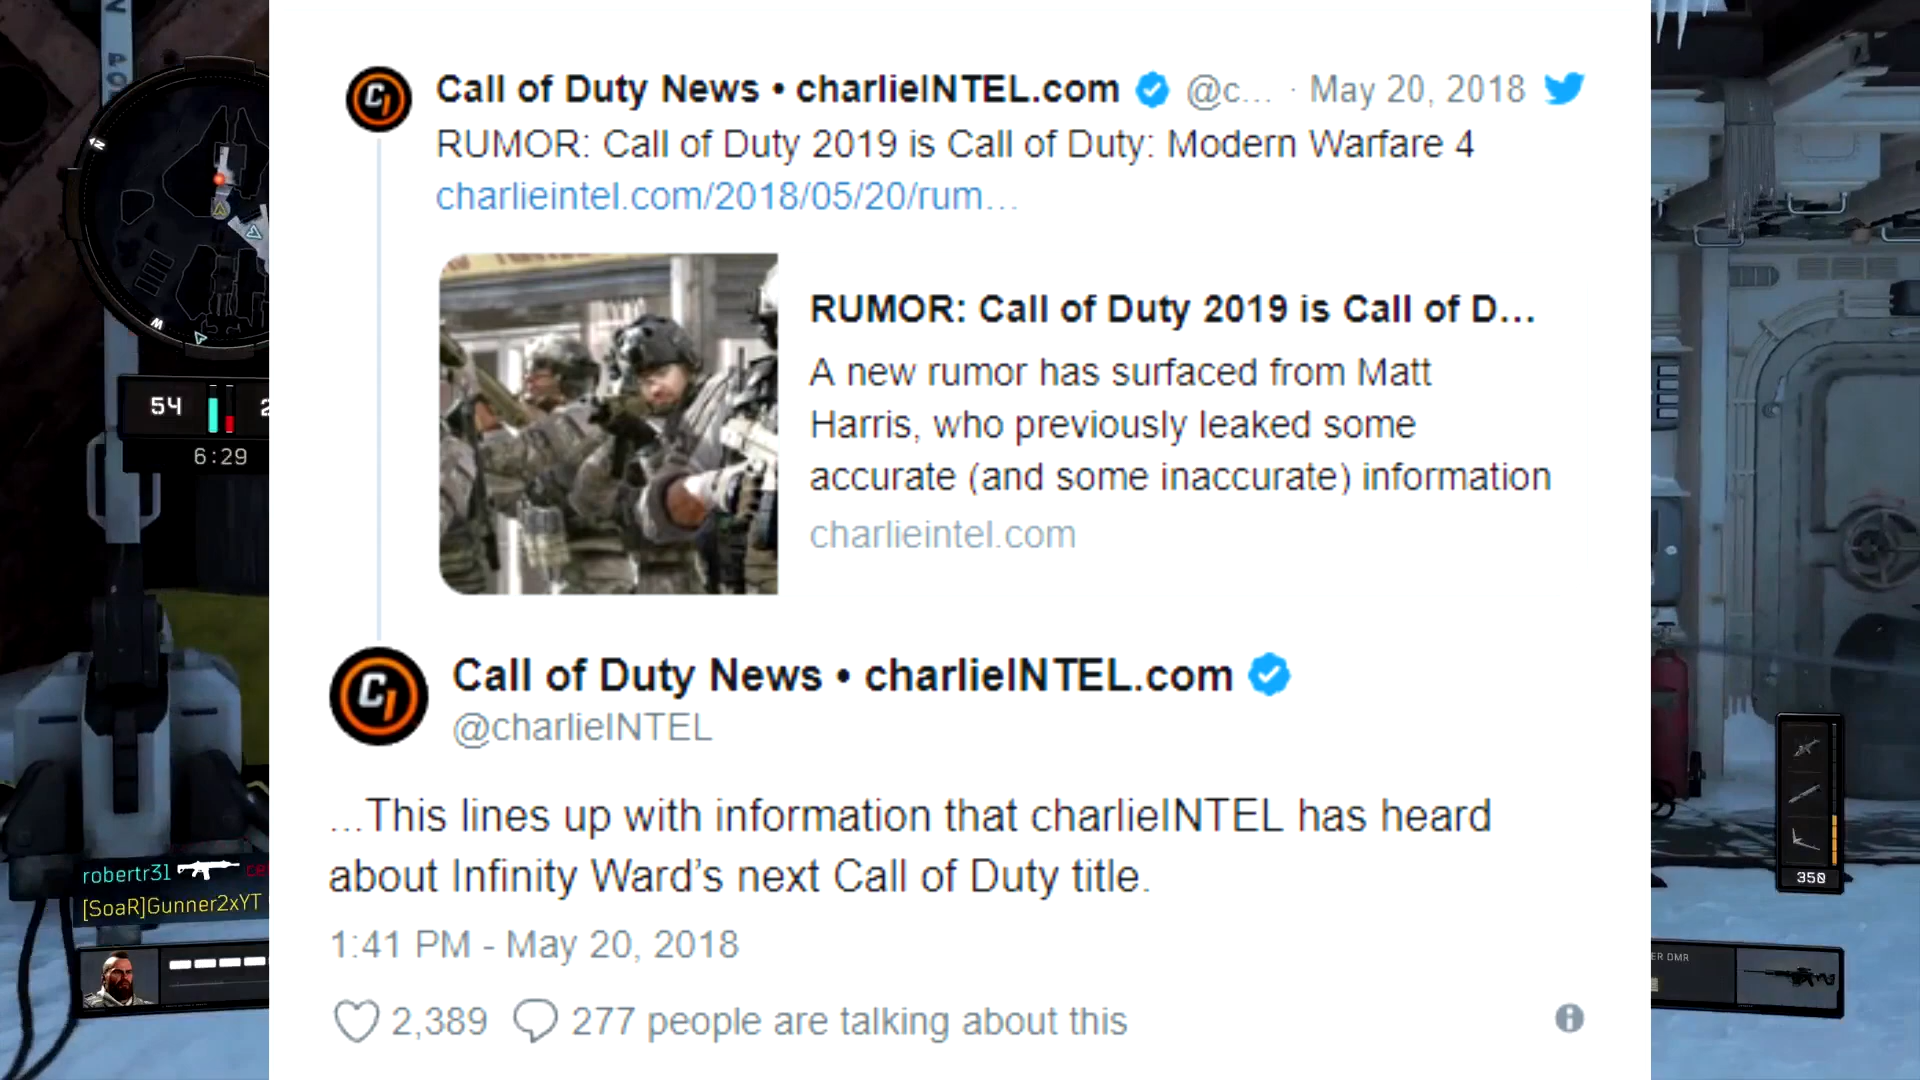 Call of Duty News • charlieINTEL.com @c... · May 20, 2018
RUMOR: Call of Duty 2019 is Call of Duty: Modern Warfare 4
charlieintel.com/2018/05/20/rum...
RUMOR: Call of Duty 2019 is Call of D...
A new rumor has surfaced from Matt
Harris, who previously leaked some
accurate (and some inaccurate) information
charlieintel.com
Call of Duty News • charlieINTEL.com
@charlieINTEL
...This lines up with information that charlieINTEL has heard
about Infinity Ward’s next Call of Duty title.
1:41 PM - May 20, 2018
2,389 277 people are talking about this
N
W
54 2
6:29
robertr31 ce
[SoaR]Gunner2xYT
350
ER DMR